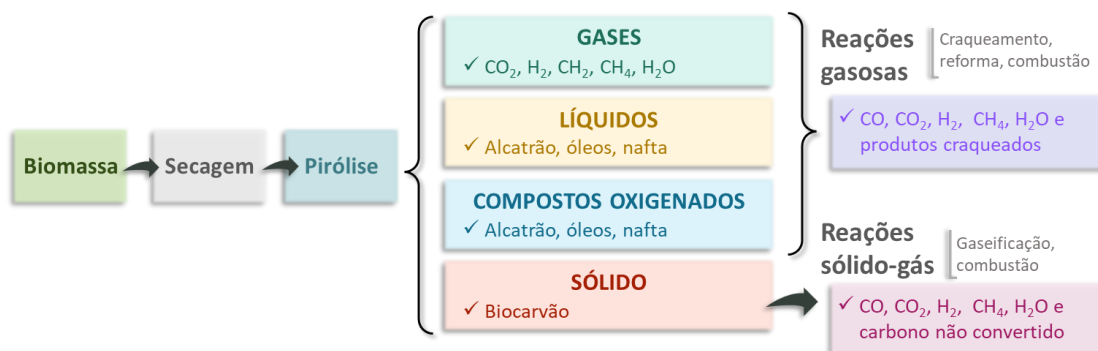 Biomassa
Secagem
Pirólise
GASES
✓ CO₂, H₂, CH₂, CH₄, H₂O
LÍQUIDOS
✓ Alcatrão, óleos, nafta
COMPOSTOS OXIGENADOS
✓ Alcatrão, óleos, nafta
SÓLIDO
✓ Biocarvão
Reações
gasosas
Craqueamento,
reforma, combustão
✓ CO, CO₂, H₂, CH₄, H₂O e
produtos craqueados
Reações
sólido-gás
Gaseificação,
combustão
✓ CO, CO₂, H₂, CH₄, H₂O e
carbono não convertido